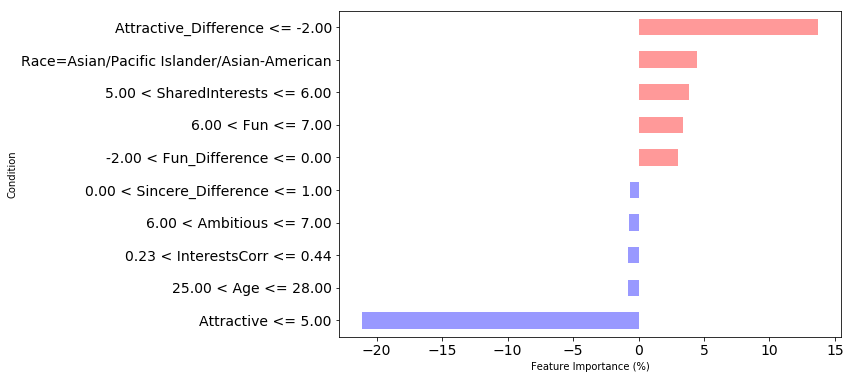 Attractive_Difference <= -2.00
Race=Asian/Pacific Islander/Asian-American
5.00 < SharedInterests <= 6.00
6.00 < Fun <= 7.00
-2.00 < Fun_Difference <= 0.00
0.00 < Sincere_Difference <= 1.00
6.00 < Ambitious <= 7.00
0.23 < InterestsCorr <= 0.44
25.00 < Age <= 28.00
Attractive <= 5.00
Condition
−20 −15 −10 −5 0 5 10 15
Feature Importance (%)